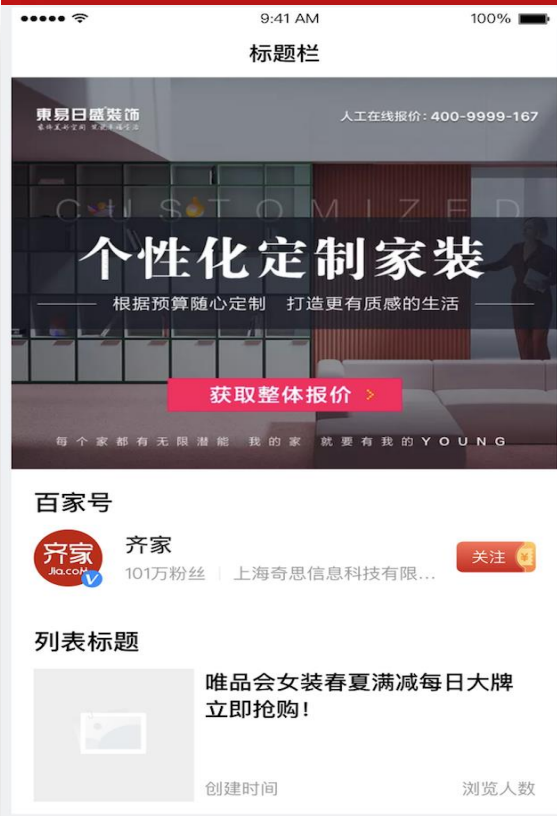 9:41 AM
100%
标题栏
東易日盛装饰
人工在线报价：400-9999-167
CUSTOMIZED
个性化定制家装
根据预算随心定制 打造更有质感的生活
获取整体报价 >
每个家都有无限潜能 我的家 就要有我的YOUNG
百家号
齐家
Jia.coM
齐家
101万粉丝
上海奇思信息科技有限...
关注
列表标题
唯品会女装春夏满减每日大牌
立即抢购!
创建时间
浏览人数